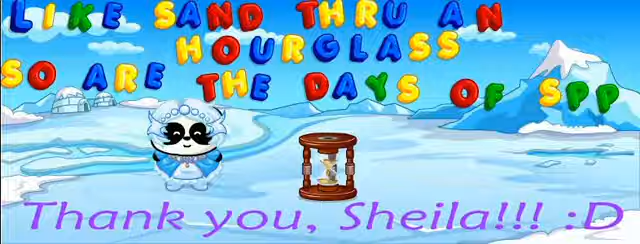 LIKE SAND THRU AN
HOURGLASS
SO ARE THE DAYS OF SPP
Thank you, Sheila!!! :D